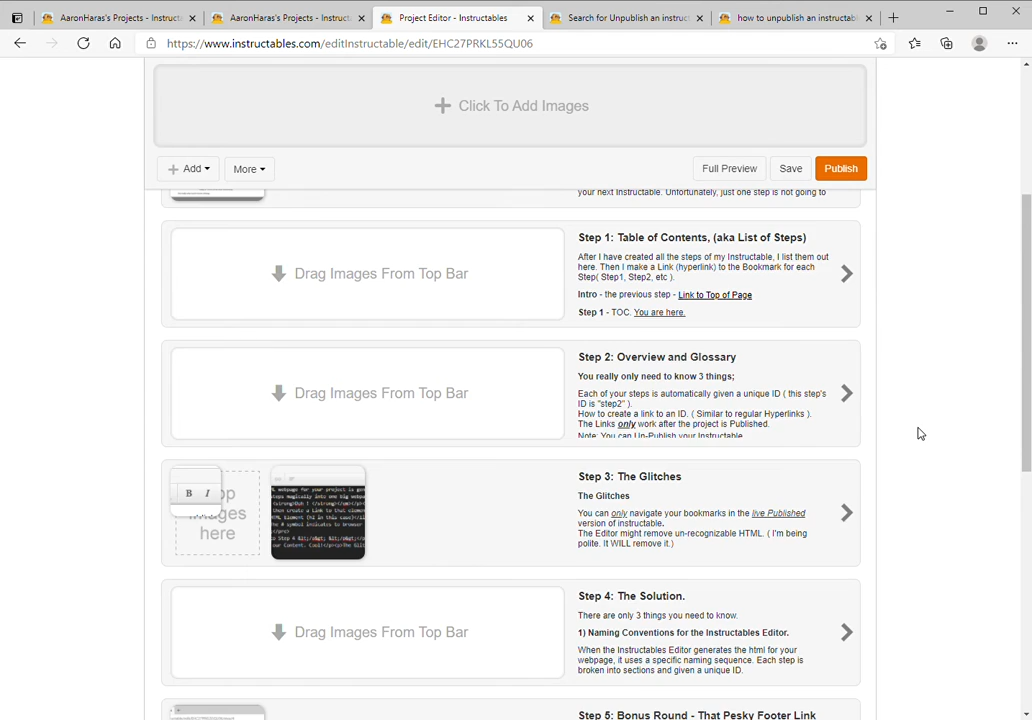 AaronHaras's Projects - Instructab
AaronHaras's Projects - Instructab
Project Editor - Instructables
Search for Unpublish an instruc
how to unpublish an instructab
https://www.instructables.com/editInstructable/edit/EHC27PRKL55QU06
Click To Add Images
Add
More
Full Preview
Save
Publish
your next Instructable. Unfortunately, just one step is not going to
Drag Images From Top Bar
Step 1: Table of Contents, (aka List of Steps)
After I have created all the steps of my Instructable, I list them out
here. Then I make a Link (hyperlink) to the Bookmark for each
Step( Step1, Step2, etc ).
Intro - the previous step - Link to Top of Page
Step 1 - TOC. You are here.
Drag Images From Top Bar
Step 2: Overview and Glossary
You really only need to know 3 things;
Each of your steps is automatically given a unique ID ( this step's
ID is "step2" ).
How to create a link to an ID. ( Similar to regular Hyperlinks ).
The Links only work after the project is Published.
Note: You can Un-Publish your Instructable
B I
images
here
Step 3: The Glitches
The Glitches
You can only navigate your bookmarks in the live Published
version of instructable.
The Editor might remove un-recognizable HTML. ( I'm being
polite. It WILL remove it.)
Drag Images From Top Bar
Step 4: The Solution.
There are only 3 things you need to know.
1) Naming Conventions for the Instructables Editor.
When the Instructables Editor generates the html for your
webpage, it uses a specific naming sequence. Each step is
broken into sections and given a unique ID.
Step 5: Bonus Round - That Pesky Footer Link